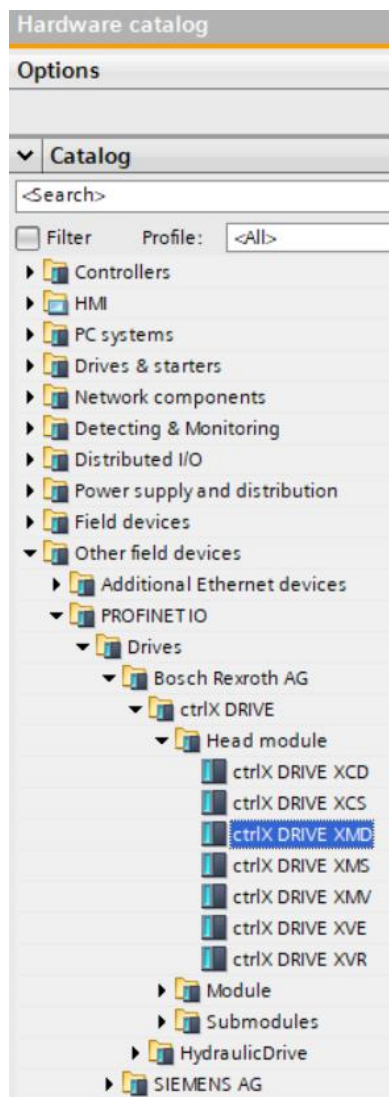 Hardware catalog
Options
Catalog
<Search>
Filter Profile: <All>
Controllers
HMI
PC systems
Drives & starters
Network components
Detecting & Monitoring
Distributed I/O
Power supply and distribution
Field devices
Other field devices
Additional Ethernet devices
PROFINET IO
Drives
Bosch Rexroth AG
ctrlX DRIVE
Head module
ctrlX DRIVE XCD
ctrlX DRIVE XCS
ctrlX DRIVE XMD
ctrlX DRIVE XMS
ctrlX DRIVE XMV
ctrlX DRIVE XVE
ctrlX DRIVE XVR
Module
Submodules
HydraulicDrive
SIEMENS AG